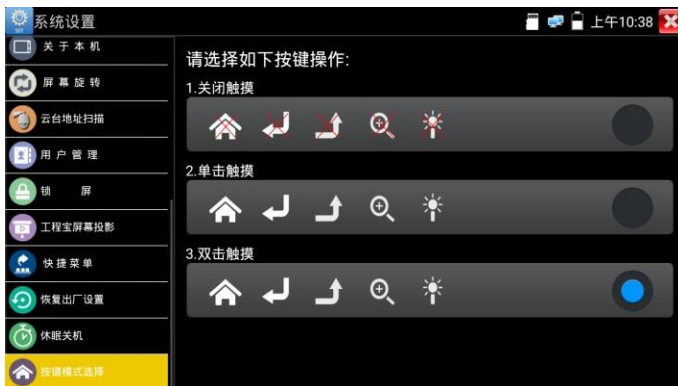 系统设置
上午10:38
关于本机
屏幕旋转
云台地址扫描
用户管理
锁 屏
工程宝屏幕投影
快捷菜单
恢复出厂设置
休眠关机
按键模式选择
请选择如下按键操作:
1.关闭触摸
2.单击触摸
3.双击触摸